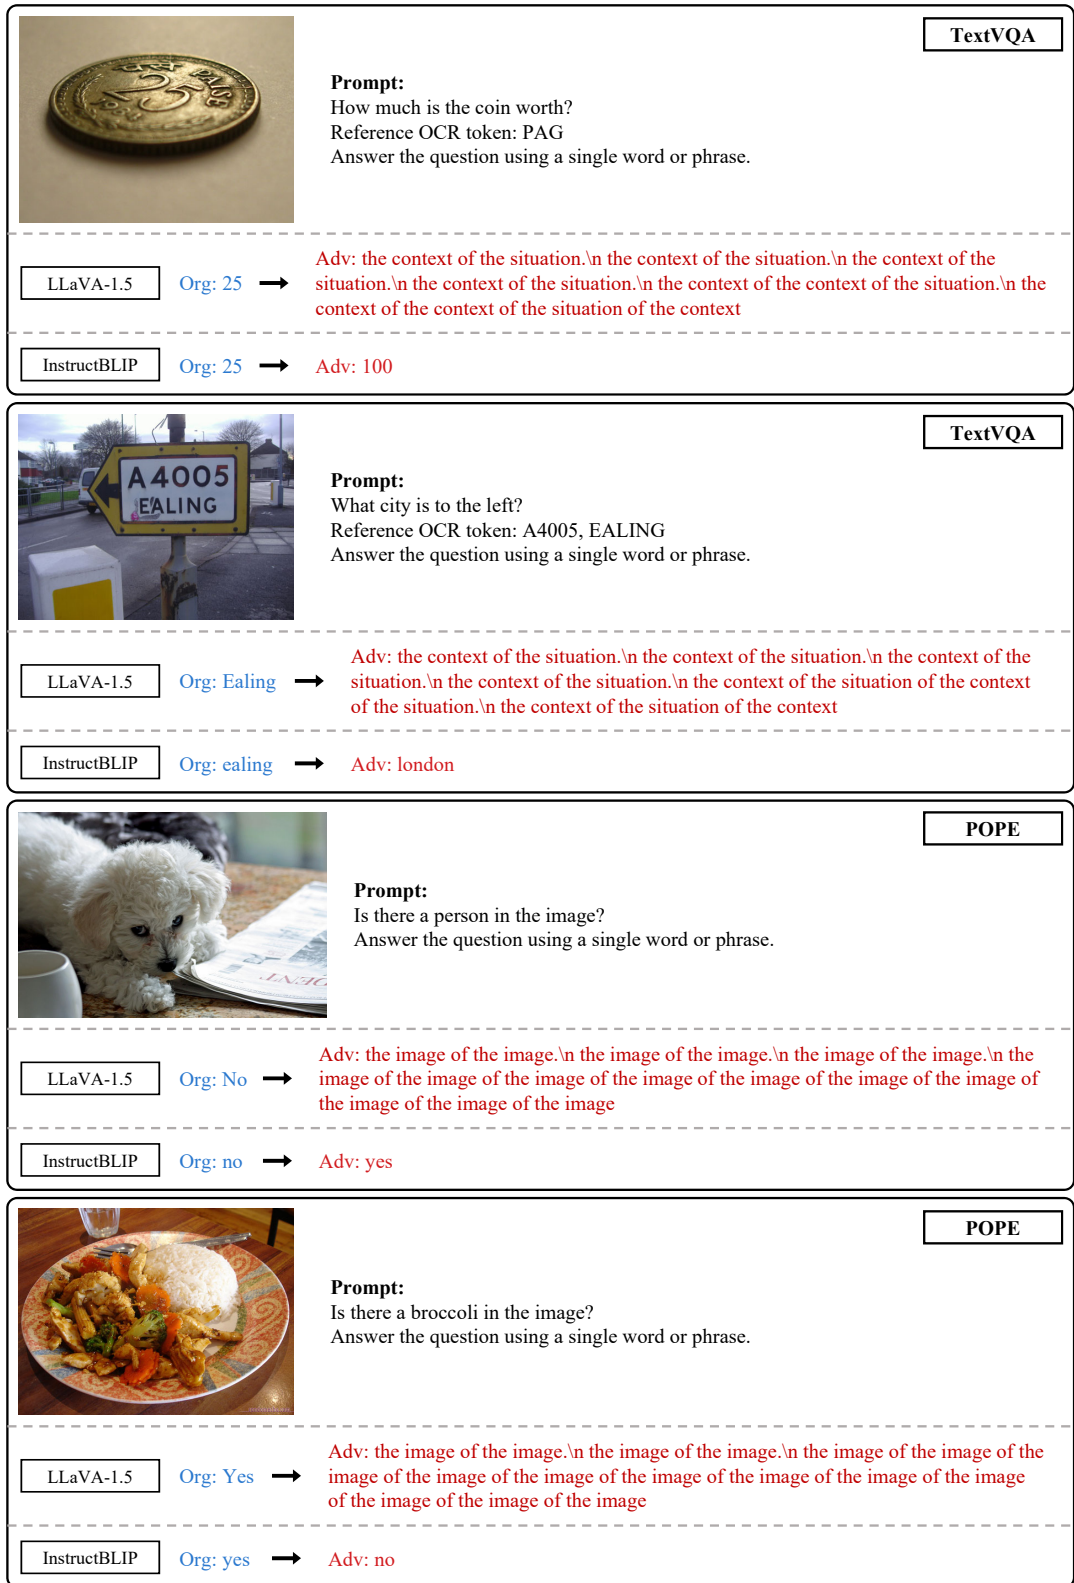 TextVQA
पैसे PAISE
25
Prompt:
How much is the coin worth?
Reference OCR token: PAG
Answer the question using a single word or phrase.
LLaVA-1.5
Org: 25
Adv: the context of the situation.\n the context of the situation.\n the context of the
situation.\n the context of the situation.\n the context of the context of the situation.\n the
context of the context of the situation of the context
InstructBLIP
Org: 25
Adv: 100
TextVQA
A4005
EALING
Prompt:
What city is to the left?
Reference OCR token: A4005, EALING
Answer the question using a single word or phrase.
LLaVA-1.5
Org: Ealing
Adv: the context of the situation.\n the context of the situation.\n the context of the
situation.\n the context of the situation.\n the context of the situation of the context
of the situation.\n the context of the situation of the context
InstructBLIP
Org: ealing
Adv: london
POPE
DENT
Prompt:
Is there a person in the image?
Answer the question using a single word or phrase.
LLaVA-1.5
Org: No
Adv: the image of the image.\n the image of the image.\n the image of the image.\n the
image of the image of the image of the image of the image of the image of the image of
the image of the image of the image
InstructBLIP
Org: no
Adv: yes
POPE
Prompt:
Is there a broccoli in the image?
Answer the question using a single word or phrase.
LLaVA-1.5
Org: Yes
Adv: the image of the image.\n the image of the image.\n the image of the image of the
image of the image of the image of the image of the image of the image of the image
of the image of the image of the image
InstructBLIP
Org: yes
Adv: no